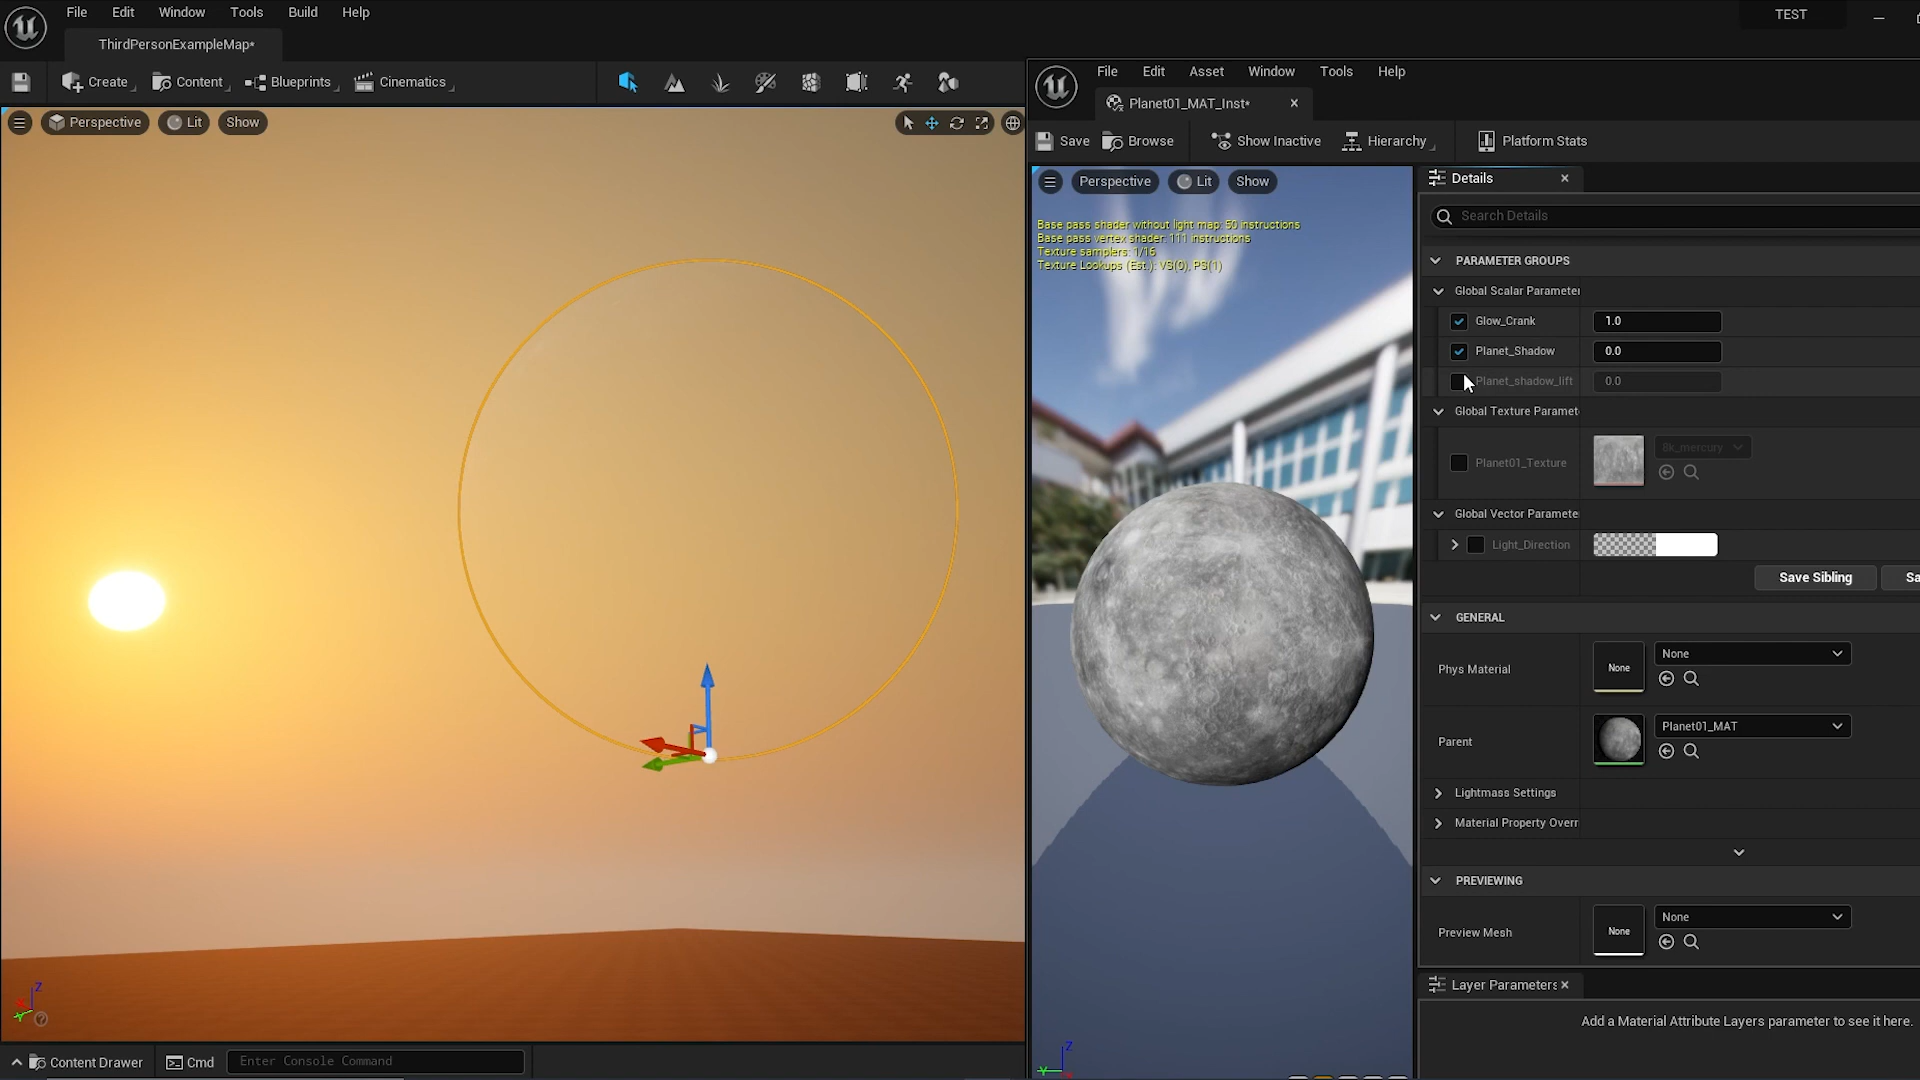 File Edit Window Tools Build Help
TEST
ThirdPersonExampleMap*
Create Content Blueprints Cinematics
Perspective Lit Show
File Edit Asset Window Tools Help
Planet01_MAT_Inst*
Save Browse Show Inactive Hierarchy Platform Stats
Perspective Lit Show
Base pass shader without light map: 50 instructions
Base pass vertex shader: 111 instructions
Texture samplers: 1/16
Texture Lookups (Est.): VS(0), PS(1)
Details
Search Details
PARAMETER GROUPS
Global Scalar Parameter
Glow_Crank 1.0
Planet_Shadow 0.0
Planet_shadow_lift 0.0
Global Texture Paramet
Planet01_Texture 8k_mercury
Global Vector Paramete
Light_Direction
Save Sibling Sa
GENERAL
Phys Material None None
Parent Planet01_MAT
Lightmass Settings
Material Property Overr
PREVIEWING
Preview Mesh None None
Layer Parameters
Add a Material Attribute Layers parameter to see it here.
Z
X
Y
Z
Y
Content Drawer Cmd Enter Console Command